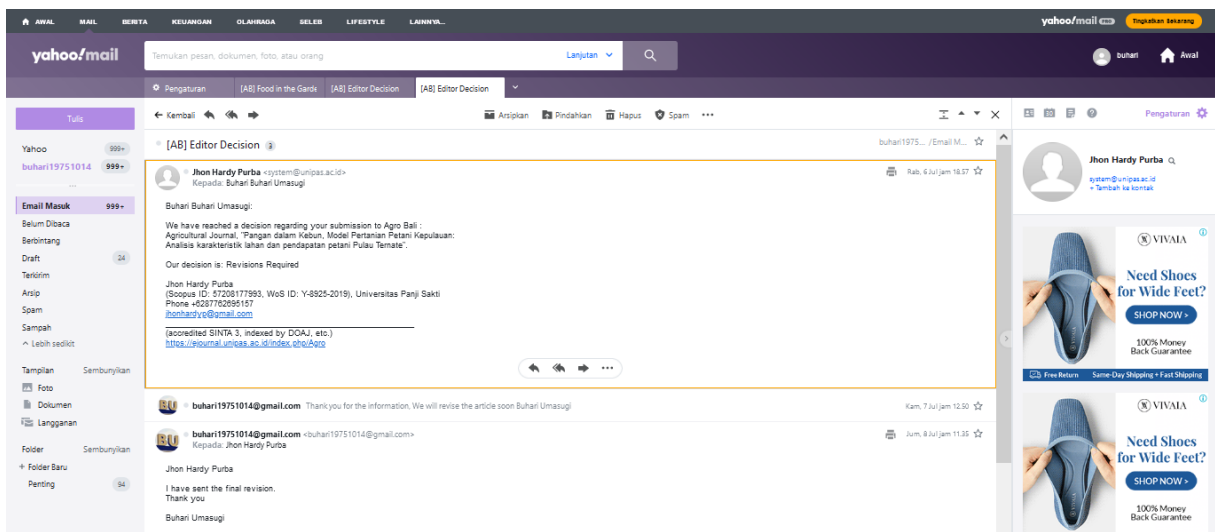 AWAL MAIL BERITA KEUANGAN OLAHRAGA SELEB LIFESTYLE LAINNYA...
yahoo!mail PRO Tingkatkan Sekarang
yahoo!mail
Temukan pesan, dokumen, foto, atau orang Lanjutan
buhari Awal
Pengaturan [AB] Food in the Garde [AB] Editor Decision [AB] Editor Decision
Tulis
Kembali Arsipkan Pindahkan Hapus Spam
Pengaturan
Yahoo 999+
buhari19751014 999+
Email Masuk 999+
Belum Dibaca
Berbintang
Draft 24
Terkirim
Arsip
Spam
Sampah
Lebih sedikit
Tampilan Sembunyikan
Foto
Dokumen
Langganan
Folder Sembunyikan
+ Folder Baru
Penting 94
[AB] Editor Decision 3 buhari1975... /Email M...
Jhon Hardy Purba <system@unipas.ac.id> Rab, 6 Jul jam 18.57
Kepada: Buhari Buhari Umasugi
Buhari Buhari Umasugi:
We have reached a decision regarding your submission to Agro Bali :
Agricultural Journal, "Pangan dalam Kebun, Model Pertanian Petani Kepulauan:
Analisis karakteristik lahan dan pendapatan petani Pulau Ternate".
Our decision is: Revisions Required
Jhon Hardy Purba
(Scopus ID: 57208177993, WoS ID: Y-8925-2019), Universitas Panji Sakti
Phone +6287762695157
jhonhardyp@gmail.com
(accredited SINTA 3, indexed by DOAJ, etc.)
https://ejournal.unipas.ac.id/index.php/Agro
BU buhari19751014@gmail.com Thank you for the information, We will revise the article soon Buhari Umasugi Kam, 7 Jul jam 12.50
BU buhari19751014@gmail.com <buhari19751014@gmail.com> Jum, 8 Jul jam 11.35
Kepada: Jhon Hardy Purba
Jhon Hardy Purba
I have sent the final revision.
Thank you
Buhari Umasugi
Jhon Hardy Purba
system@unipas.ac.id
+ Tambah ke kontak
VIVAIA
Need Shoes
for Wide Feet?
SHOP NOW >
100% Money
Back Guarantee
Free Return Same-Day Shipping + Fast Shipping
VIVAIA
Need Shoes
for Wide Feet?
SHOP NOW >
100% Money
Back Guarantee